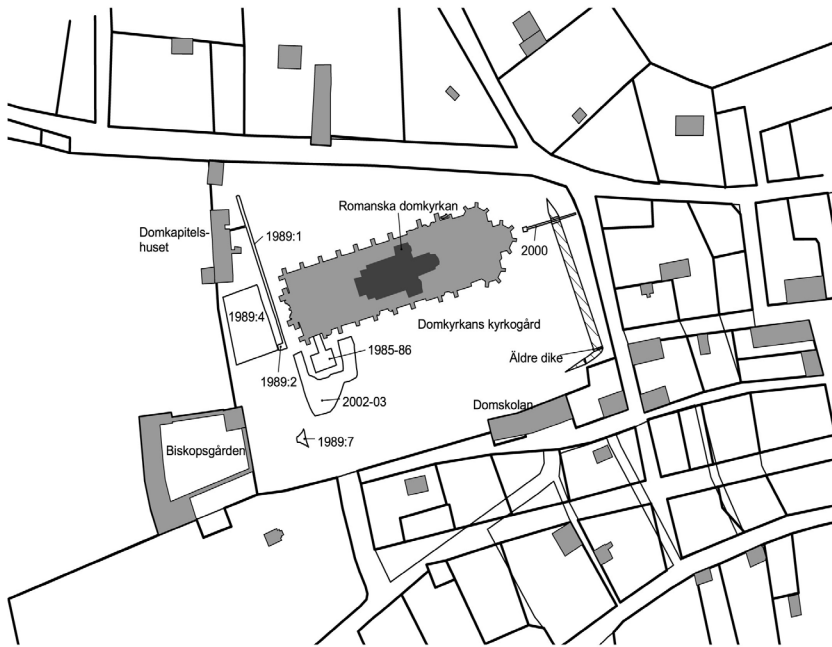 Romanska domkyrkan
Domkapitels-
huset
1989:1
2000
1989:4
Domkyrkans kyrkogård
1985-86
Äldre dike
1989:2
2002-03
Domskolan
1989:7
Biskopsgården